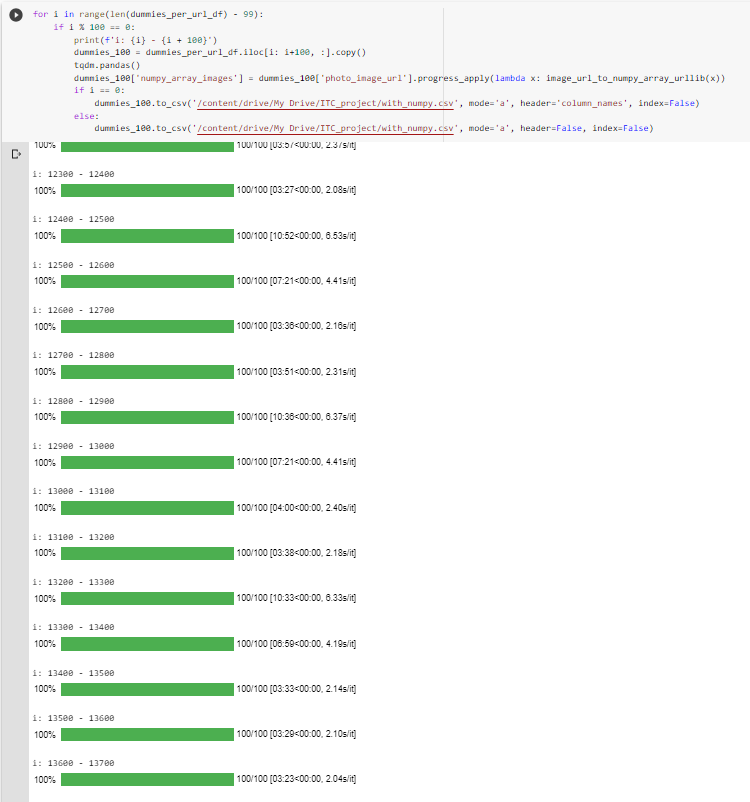 for i in range(len(dummies_per_url_df) - 99):
if i % 100 == 0:
print(f'i: {i} - {i + 100}')
dummies_100 = dummies_per_url_df.iloc[i: i+100, :].copy()
tqdm.pandas()
dummies_100['numpy_array_images'] = dummies_100['photo_image_url'].progress_apply(lambda x: image_url_to_numpy_array_urllib(x))
if i == 0:
dummies_100.to_csv('/content/drive/My Drive/ITC_project/with_numpy.csv', mode='a', header='column_names', index=False)
else:
dummies_100.to_csv('/content/drive/My Drive/ITC_project/with_numpy.csv', mode='a', header=False, index=False)
100% 100/100 [03:57<00:00, 2.37s/it]
i: 12300 - 12400
100% 100/100 [03:27<00:00, 2.08s/it]
i: 12400 - 12500
100% 100/100 [10:52<00:00, 6.53s/it]
i: 12500 - 12600
100% 100/100 [07:21<00:00, 4.41s/it]
i: 12600 - 12700
100% 100/100 [03:36<00:00, 2.16s/it]
i: 12700 - 12800
100% 100/100 [03:51<00:00, 2.31s/it]
i: 12800 - 12900
100% 100/100 [10:36<00:00, 6.37s/it]
i: 12900 - 13000
100% 100/100 [07:21<00:00, 4.41s/it]
i: 13000 - 13100
100% 100/100 [04:00<00:00, 2.40s/it]
i: 13100 - 13200
100% 100/100 [03:38<00:00, 2.18s/it]
i: 13200 - 13300
100% 100/100 [10:33<00:00, 6.33s/it]
i: 13300 - 13400
100% 100/100 [06:59<00:00, 4.19s/it]
i: 13400 - 13500
100% 100/100 [03:33<00:00, 2.14s/it]
i: 13500 - 13600
100% 100/100 [03:29<00:00, 2.10s/it]
i: 13600 - 13700
100% 100/100 [03:23<00:00, 2.04s/it]